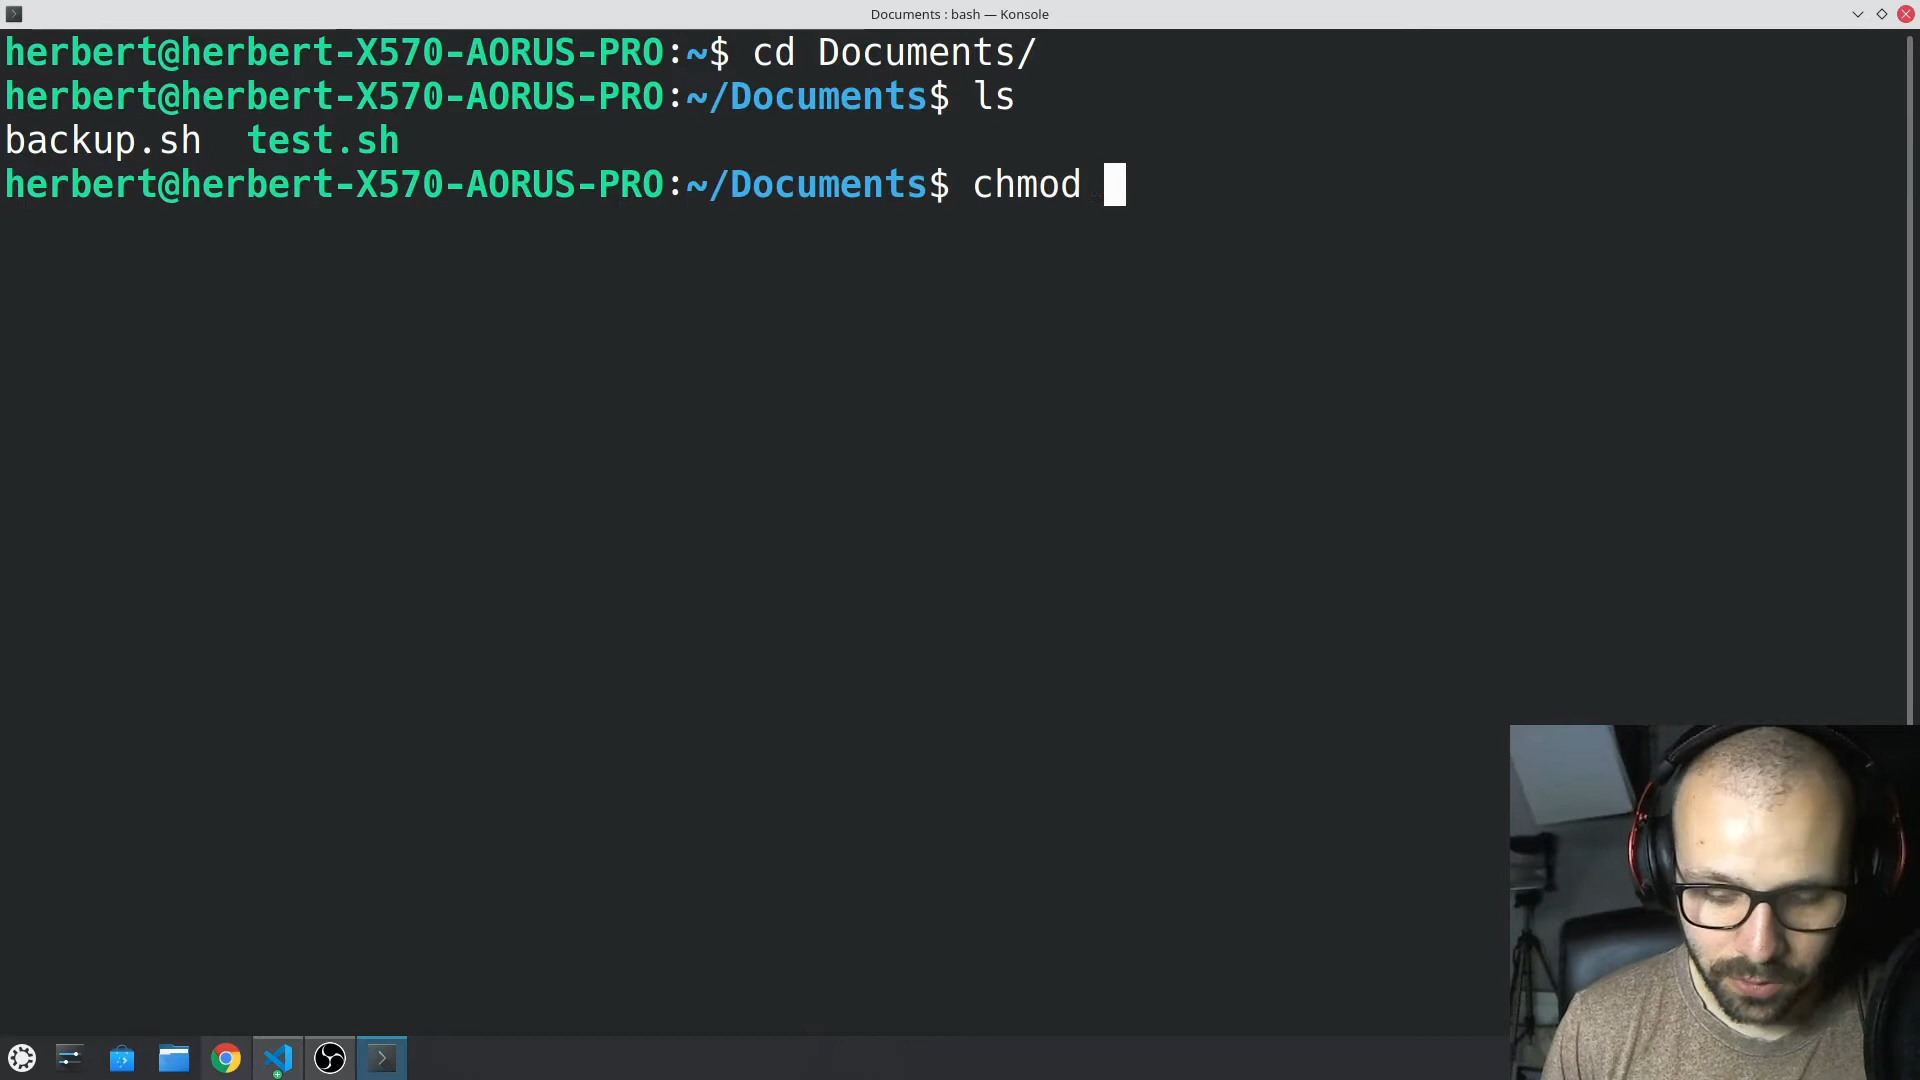 Documents : bash — Konsole
herbert@herbert-X570-AORUS-PRO:~$ cd Documents/
herbert@herbert-X570-AORUS-PRO:~/Documents$ ls
backup.sh  test.sh
herbert@herbert-X570-AORUS-PRO:~/Documents$ chmod